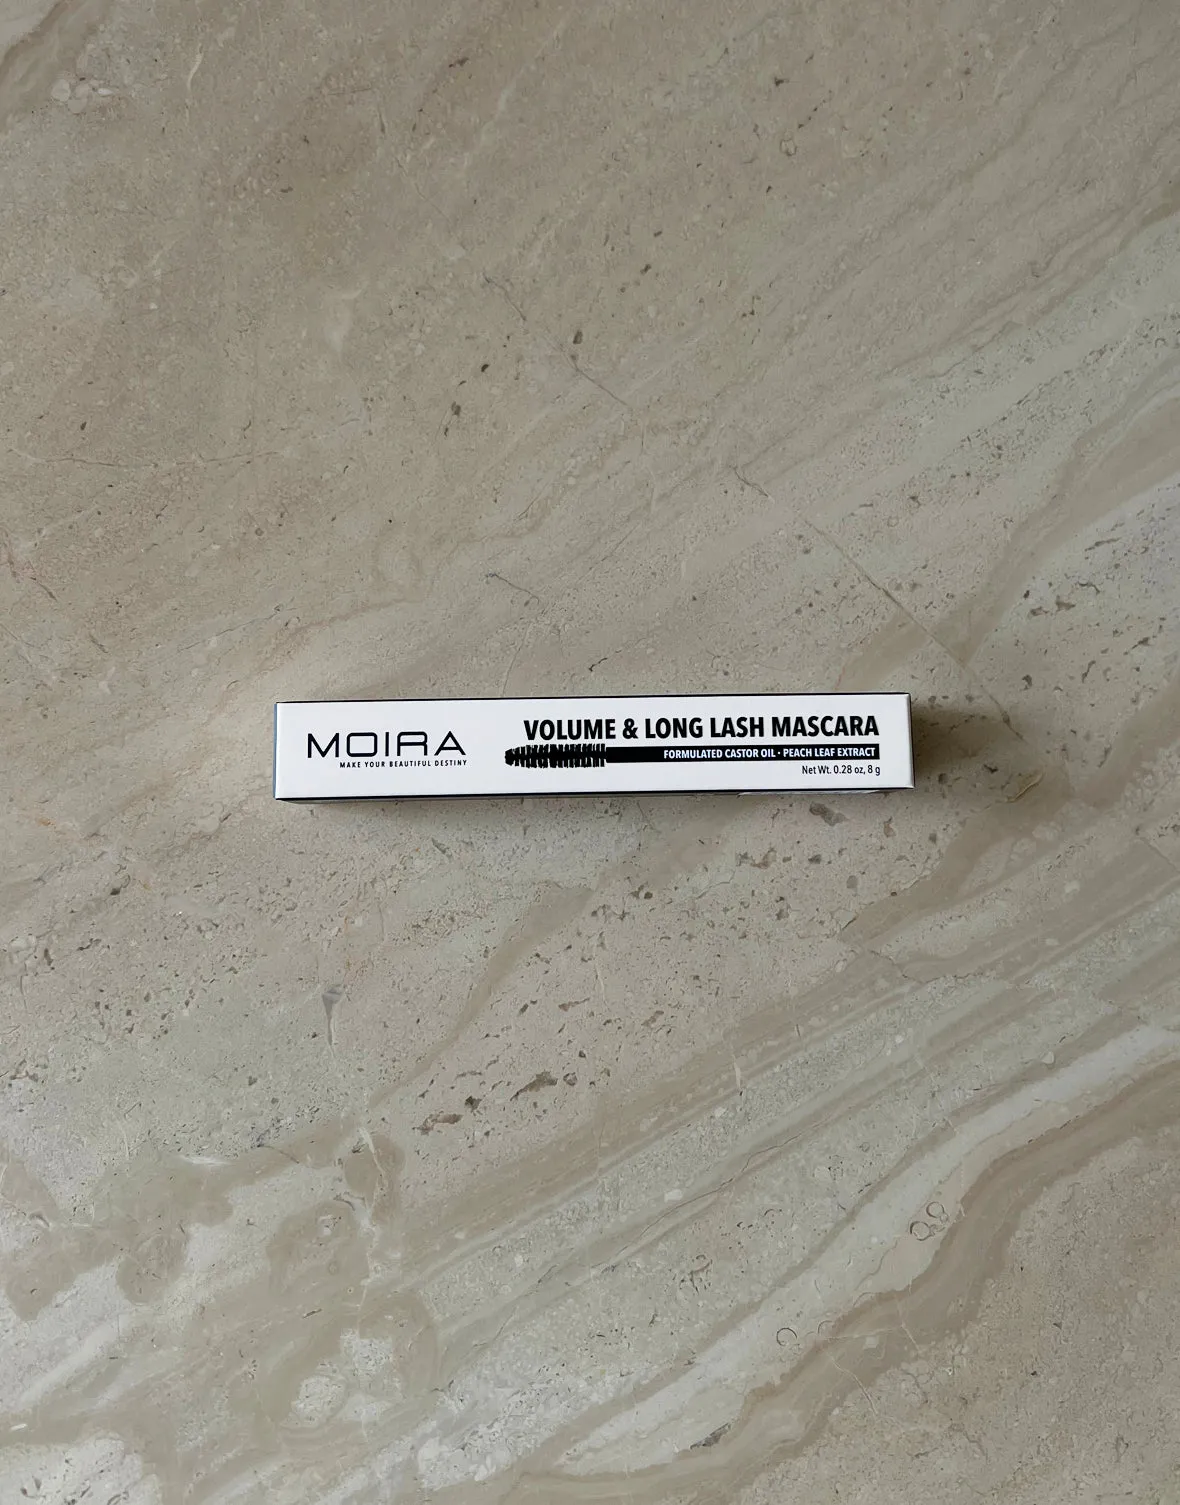 MOIRA
MAKE YOUR BEAUTIFUL DESTINY
VOLUME & LONG LASH MASCARA
FORMULATED CASTOR OIL · PEACH LEAF EXTRACT
Net Wt. 0.28 oz, 8 g